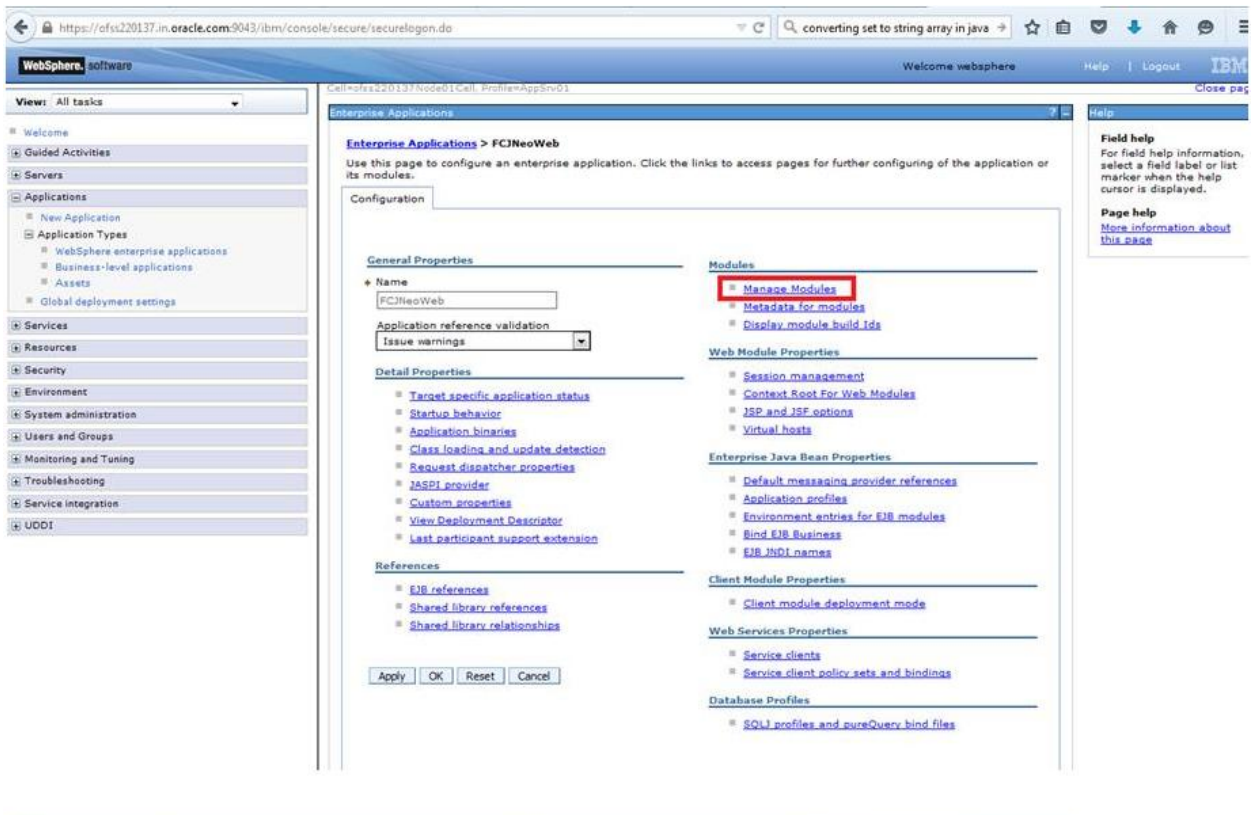 https://ofss220137.in.oracle.com:9043/ibm/console/secure/securelogon.do
converting set to string array in java
WebSphere. software
Welcome websphere
Help | Logout
IBM
View: All tasks
Welcome
Guided Activities
Servers
Applications
New Application
Application Types
WebSphere enterprise applications
Business-level applications
Assets
Global deployment settings
Services
Resources
Security
Environment
System administration
Users and Groups
Monitoring and Tuning
Troubleshooting
Service integration
UDDI
Cell=ofss220137Node01Cell, Profile=AppSrv01
Close pag
Enterprise Applications
? -
Enterprise Applications > FCJNeoWeb
Use this page to configure an enterprise application. Click the links to access pages for further configuring of the application or
its modules.
Configuration
General Properties
Name
FCJNeoWeb
Application reference validation
Issue warnings
Detail Properties
Target specific application status
Startup behavior
Application binaries
Class loading and update detection
Request dispatcher properties
JASPI provider
Custom properties
View Deployment Descriptor
Last participant support extension
References
EJB references
Shared library references
Shared library relationships
Apply OK Reset Cancel
Modules
Manage Modules
Metadata for modules
Display module build Ids
Web Module Properties
Session management
Context Root For Web Modules
JSP and JSF options
Virtual hosts
Enterprise Java Bean Properties
Default messaging provider references
Application profiles
Environment entries for EJB modules
Bind EJB Business
EJB JNDI names
Client Module Properties
Client module deployment mode
Web Services Properties
Service clients
Service client policy sets and bindings
Database Profiles
SQLJ profiles and pureQuery bind files
Help
Field help
For field help information,
select a field label or list
marker when the help
cursor is displayed.
Page help
More information about
this page